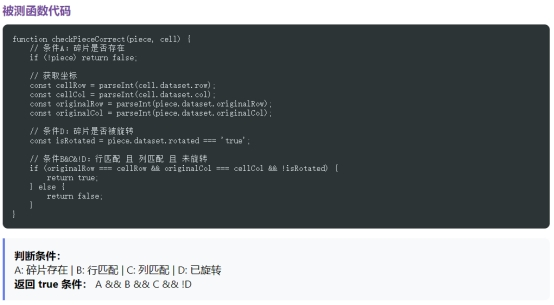 被测函数代码
function checkPieceCorrect(piece, cell) {
// 条件A：碎片是否存在
if (!piece) return false;
// 获取坐标
const cellRow = parseInt(cell.dataset.row);
const cellCol = parseInt(cell.dataset.col);
const originalRow = parseInt(piece.dataset.originalRow);
const originalCol = parseInt(piece.dataset.originalCol);
// 条件D：碎片是否被旋转
const isRotated = piece.dataset.rotated === 'true';
// 条件B&C&!D：行匹配 且 列匹配 且 未旋转
if (originalRow === cellRow && originalCol === cellCol && !isRotated) {
return true;
} else {
return false;
}
}
判断条件：
A: 碎片存在 | B: 行匹配 | C: 列匹配 | D: 已旋转
返回 true 条件： A && B && C && !D